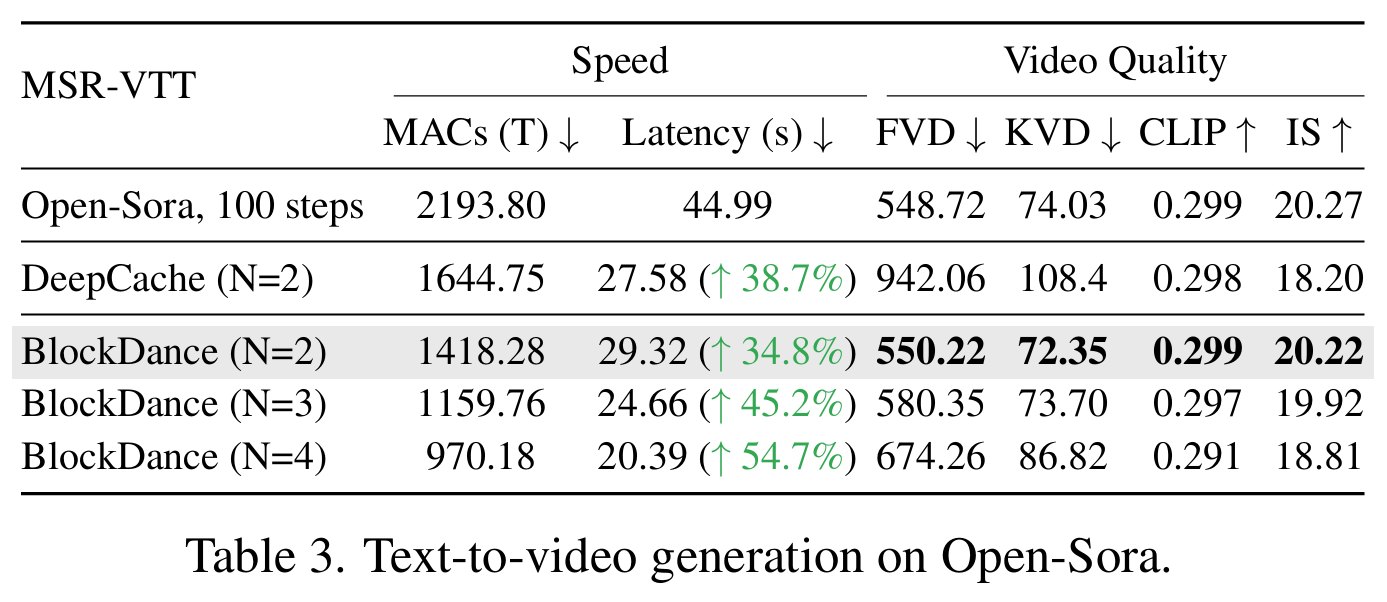 MSR-VTT Speed Video Quality
MACs (T) ↓ Latency (s) ↓ FVD ↓ KVD ↓ CLIP ↑ IS ↑
Open-Sora, 100 steps 2193.80 44.99 548.72 74.03 0.299 20.27
DeepCache (N=2) 1644.75 27.58 (↑ 38.7%) 942.06 108.4 0.298 18.20
BlockDance (N=2) 1418.28 29.32 (↑ 34.8%) 550.22 72.35 0.299 20.22
BlockDance (N=3) 1159.76 24.66 (↑ 45.2%) 580.35 73.70 0.297 19.92
BlockDance (N=4) 970.18 20.39 (↑ 54.7%) 674.26 86.82 0.291 18.81
Table 3. Text-to-video generation on Open-Sora.